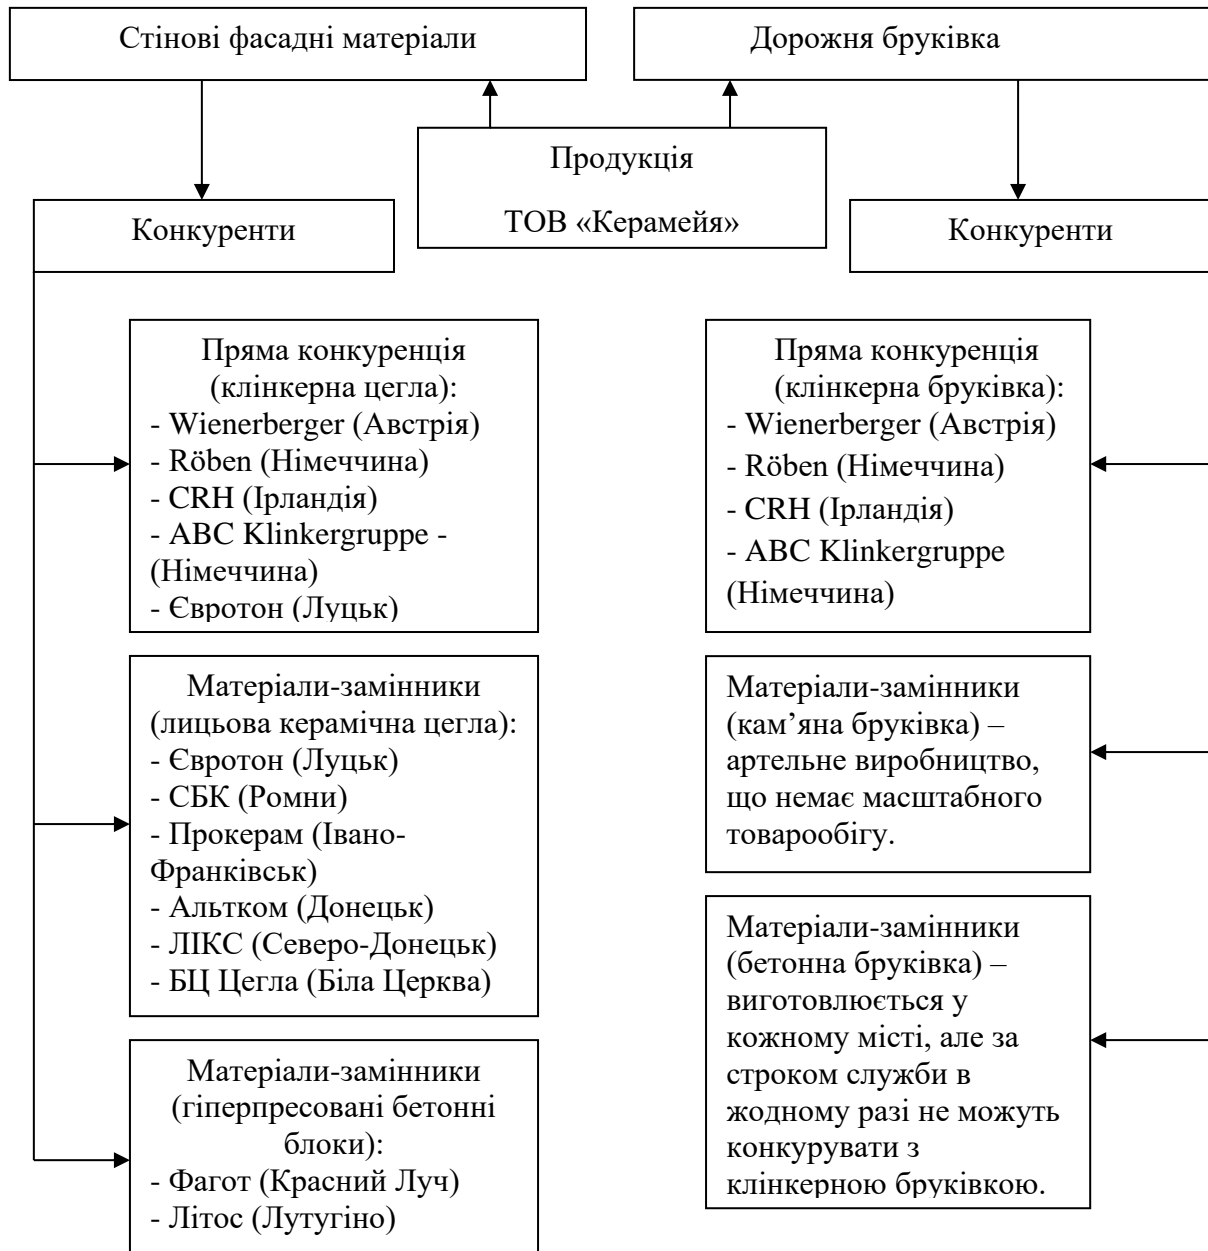 Стінові фасадні матеріали
Дорожня бруківка
Продукція
ТОВ «Керамейя»
Конкуренти
Конкуренти
Пряма конкуренція
(клінкерна цегла):
- Wienerberger (Австрія)
- Röben (Німеччина)
- CRH (Ірландія)
- ABC Klinkergruppe -
(Німеччина)
- Євротон (Луцьк)
Матеріали-замінники
(лицьова керамічна цегла):
- Євротон (Луцьк)
- СБК (Ромни)
- Прокерам (Івано-
Франківськ)
- Альтком (Донецьк)
- ЛІКС (Северо-Донецьк)
- БЦ Цегла (Біла Церква)
Матеріали-замінники
(гіперпресовані бетонні
блоки):
- Фагот (Красний Луч)
- Літос (Лутугіно)
Пряма конкуренція
(клінкерна бруківка):
- Wienerberger (Австрія)
- Röben (Німеччина)
- CRH (Ірландія)
- ABC Klinkergruppe
(Німеччина)
Матеріали-замінники
(кам’яна бруківка) –
артельне виробництво,
що немає масштабного
товарообігу.
Матеріали-замінники
(бетонна бруківка) –
виготовлюється у
кожному місті, але за
строком служби в
жодному разі не можуть
конкурувати з
клінкерною бруківкою.